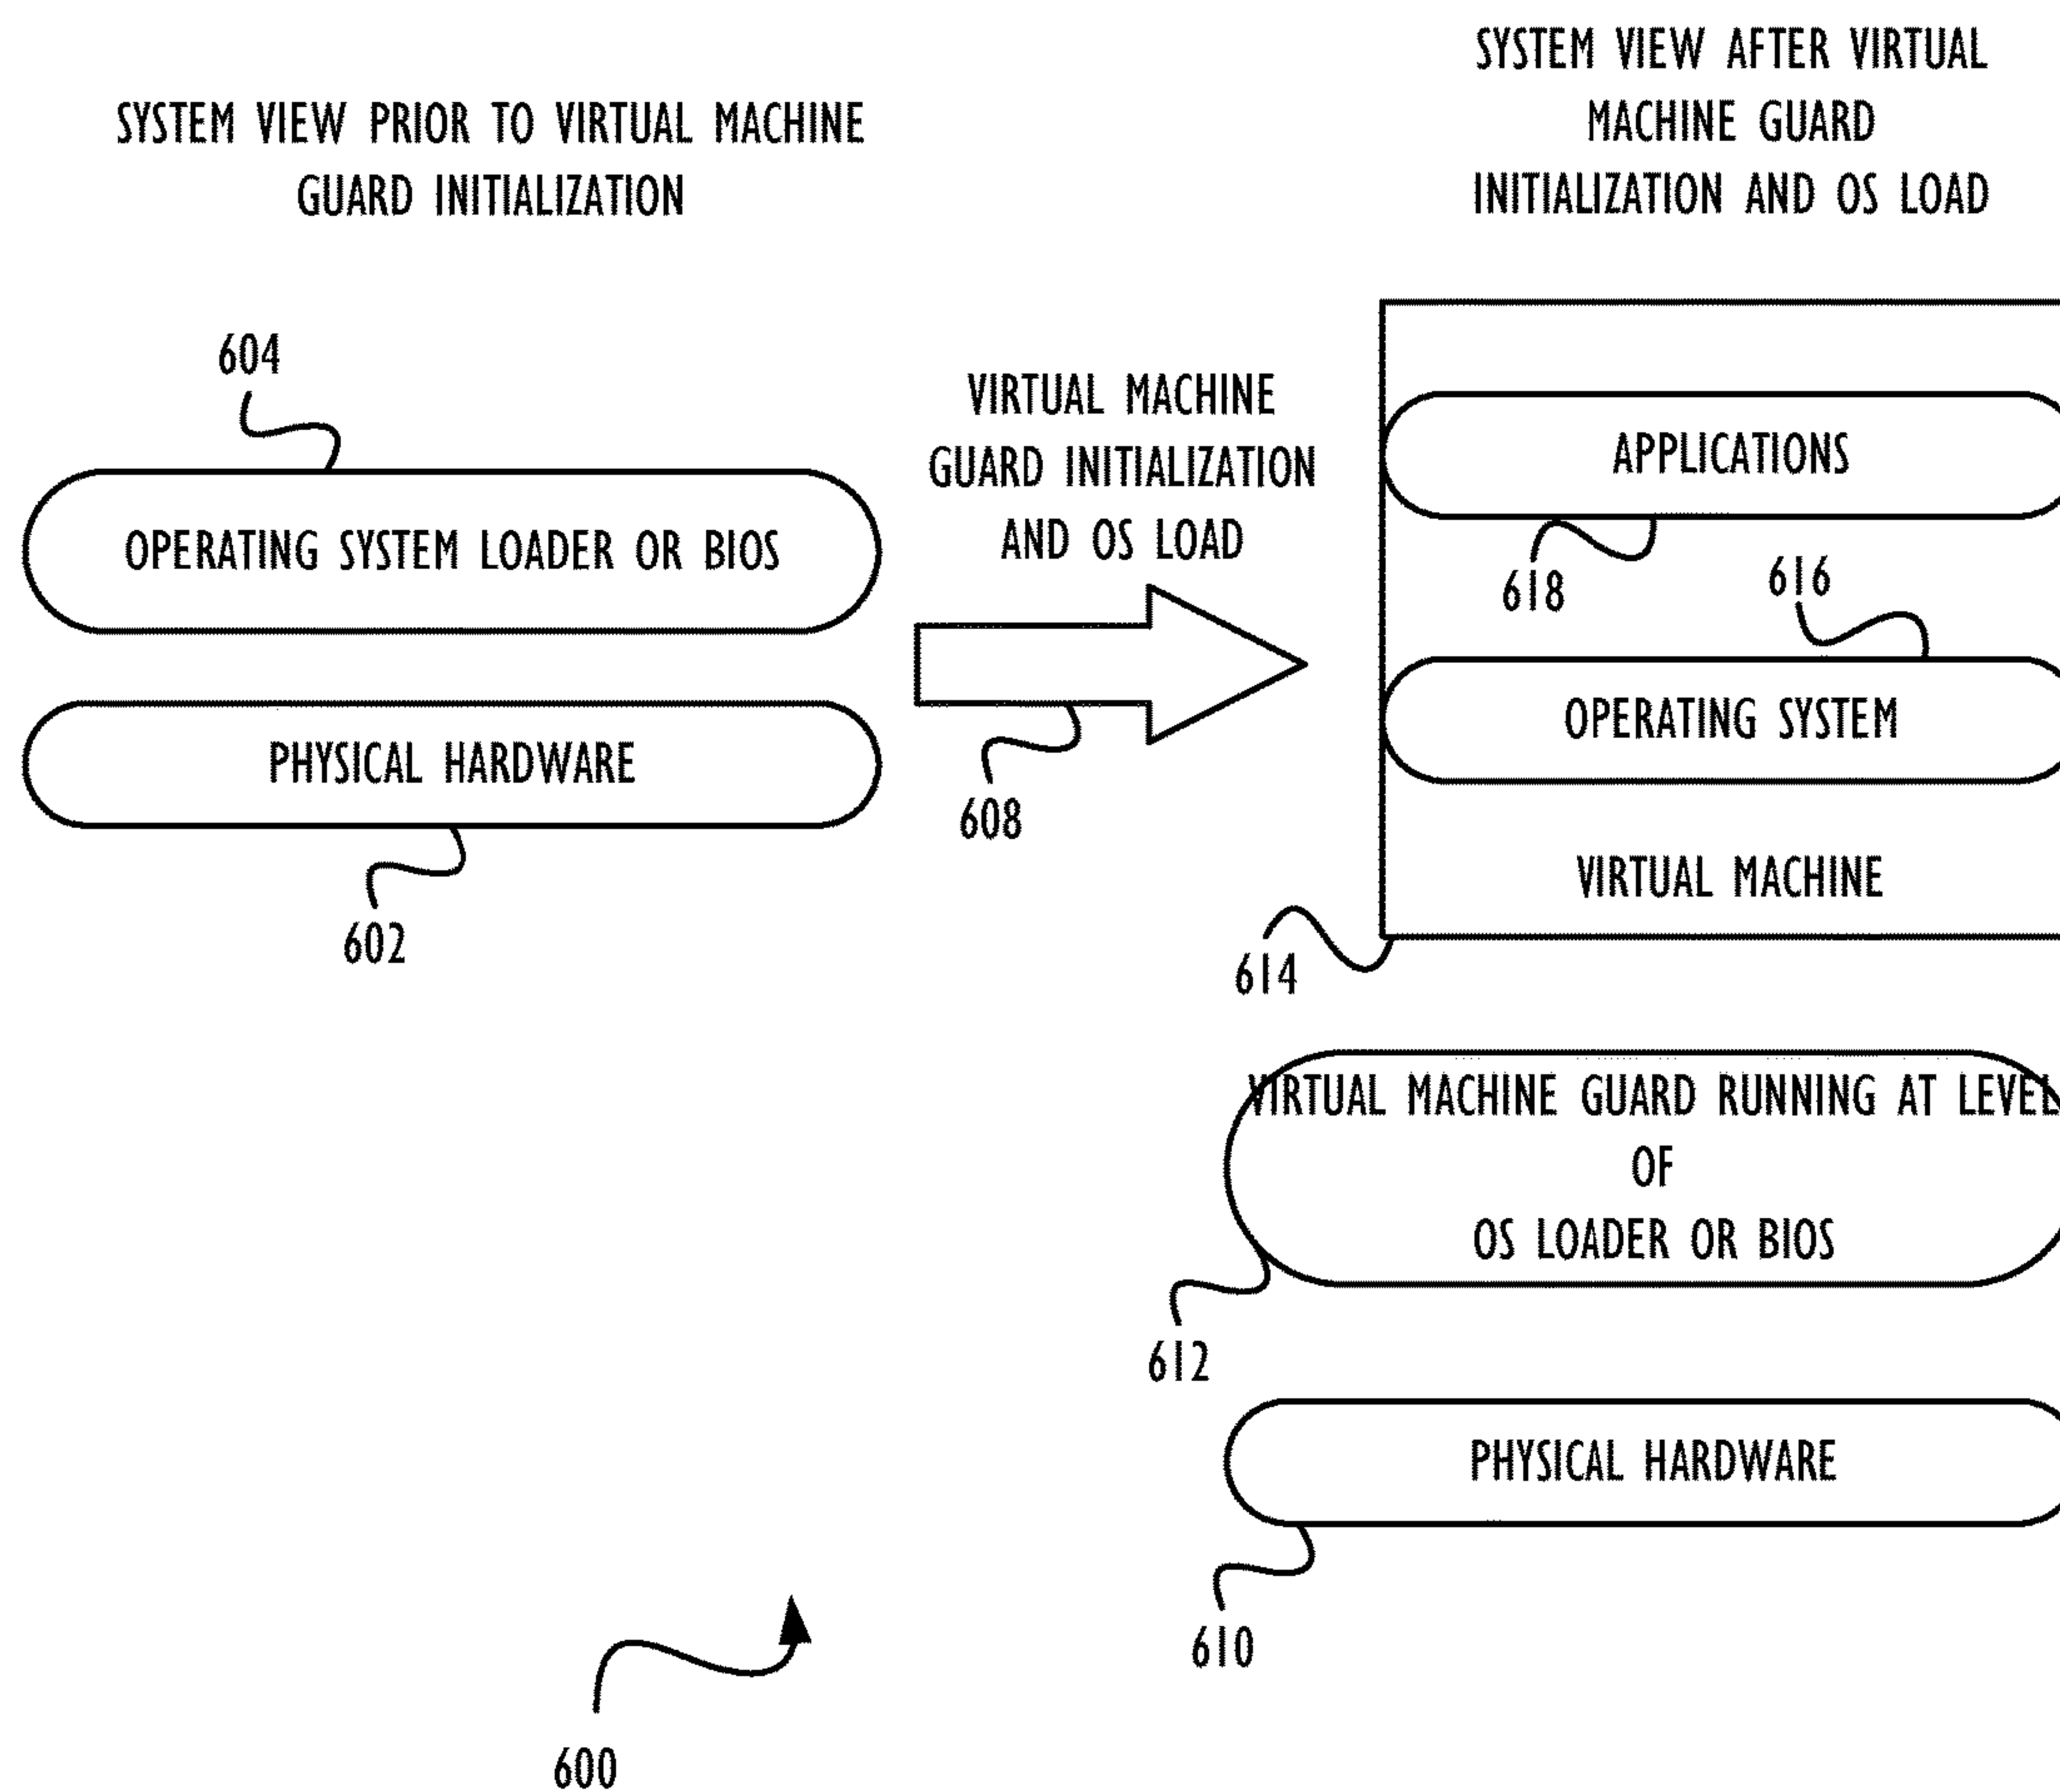 SYSTEM VIEW PRIOR TO VIRTUAL MACHINE
GUARD INITIALIZATION
604
OPERATING SYSTEM LOADER OR BIOS
PHYSICAL HARDWARE
602
VIRTUAL MACHINE
GUARD INITIALIZATION
AND OS LOAD
608
SYSTEM VIEW AFTER VIRTUAL
MACHINE GUARD
INITIALIZATION AND OS LOAD
APPLICATIONS
618
616
OPERATING SYSTEM
VIRTUAL MACHINE
614
VIRTUAL MACHINE GUARD RUNNING AT LEVEL
OF
OS LOADER OR BIOS
612
PHYSICAL HARDWARE
610
600